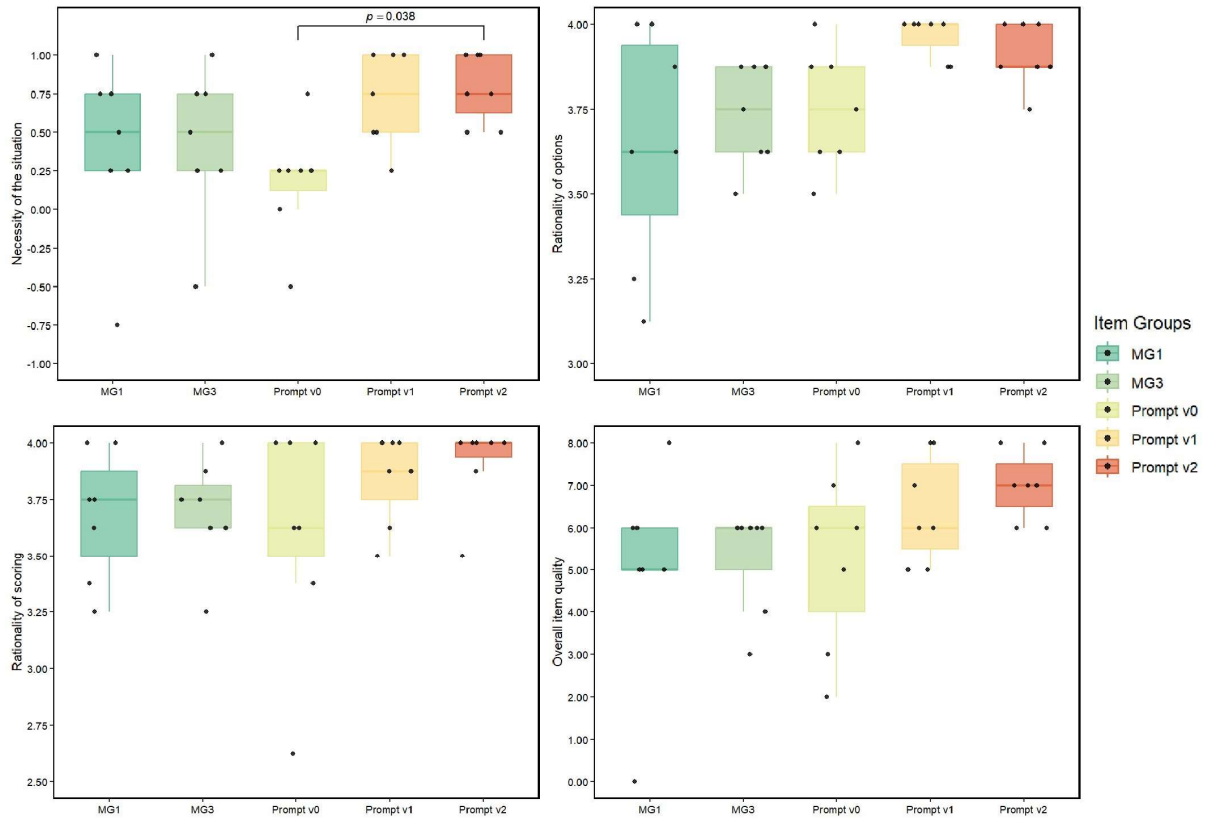 p = 0.038
Necessity of the situation
1.00
0.75
0.50
0.25
0.00
-0.25
-0.50
-0.75
-1.00
MG1 MG3 Prompt v0 Prompt v1 Prompt v2
Rationality of options
4.00
3.75
3.50
3.25
3.00
MG1 MG3 Prompt v0 Prompt v1 Prompt v2
Rationality of scoring
4.00
3.75
3.50
3.25
3.00
2.75
2.50
MG1 MG3 Prompt v0 Prompt v1 Prompt v2
Overall item quality
8.00
7.00
6.00
5.00
4.00
3.00
2.00
1.00
0.00
MG1 MG3 Prompt v0 Prompt v1 Prompt v2
Item Groups
MG1
MG3
Prompt v0
Prompt v1
Prompt v2